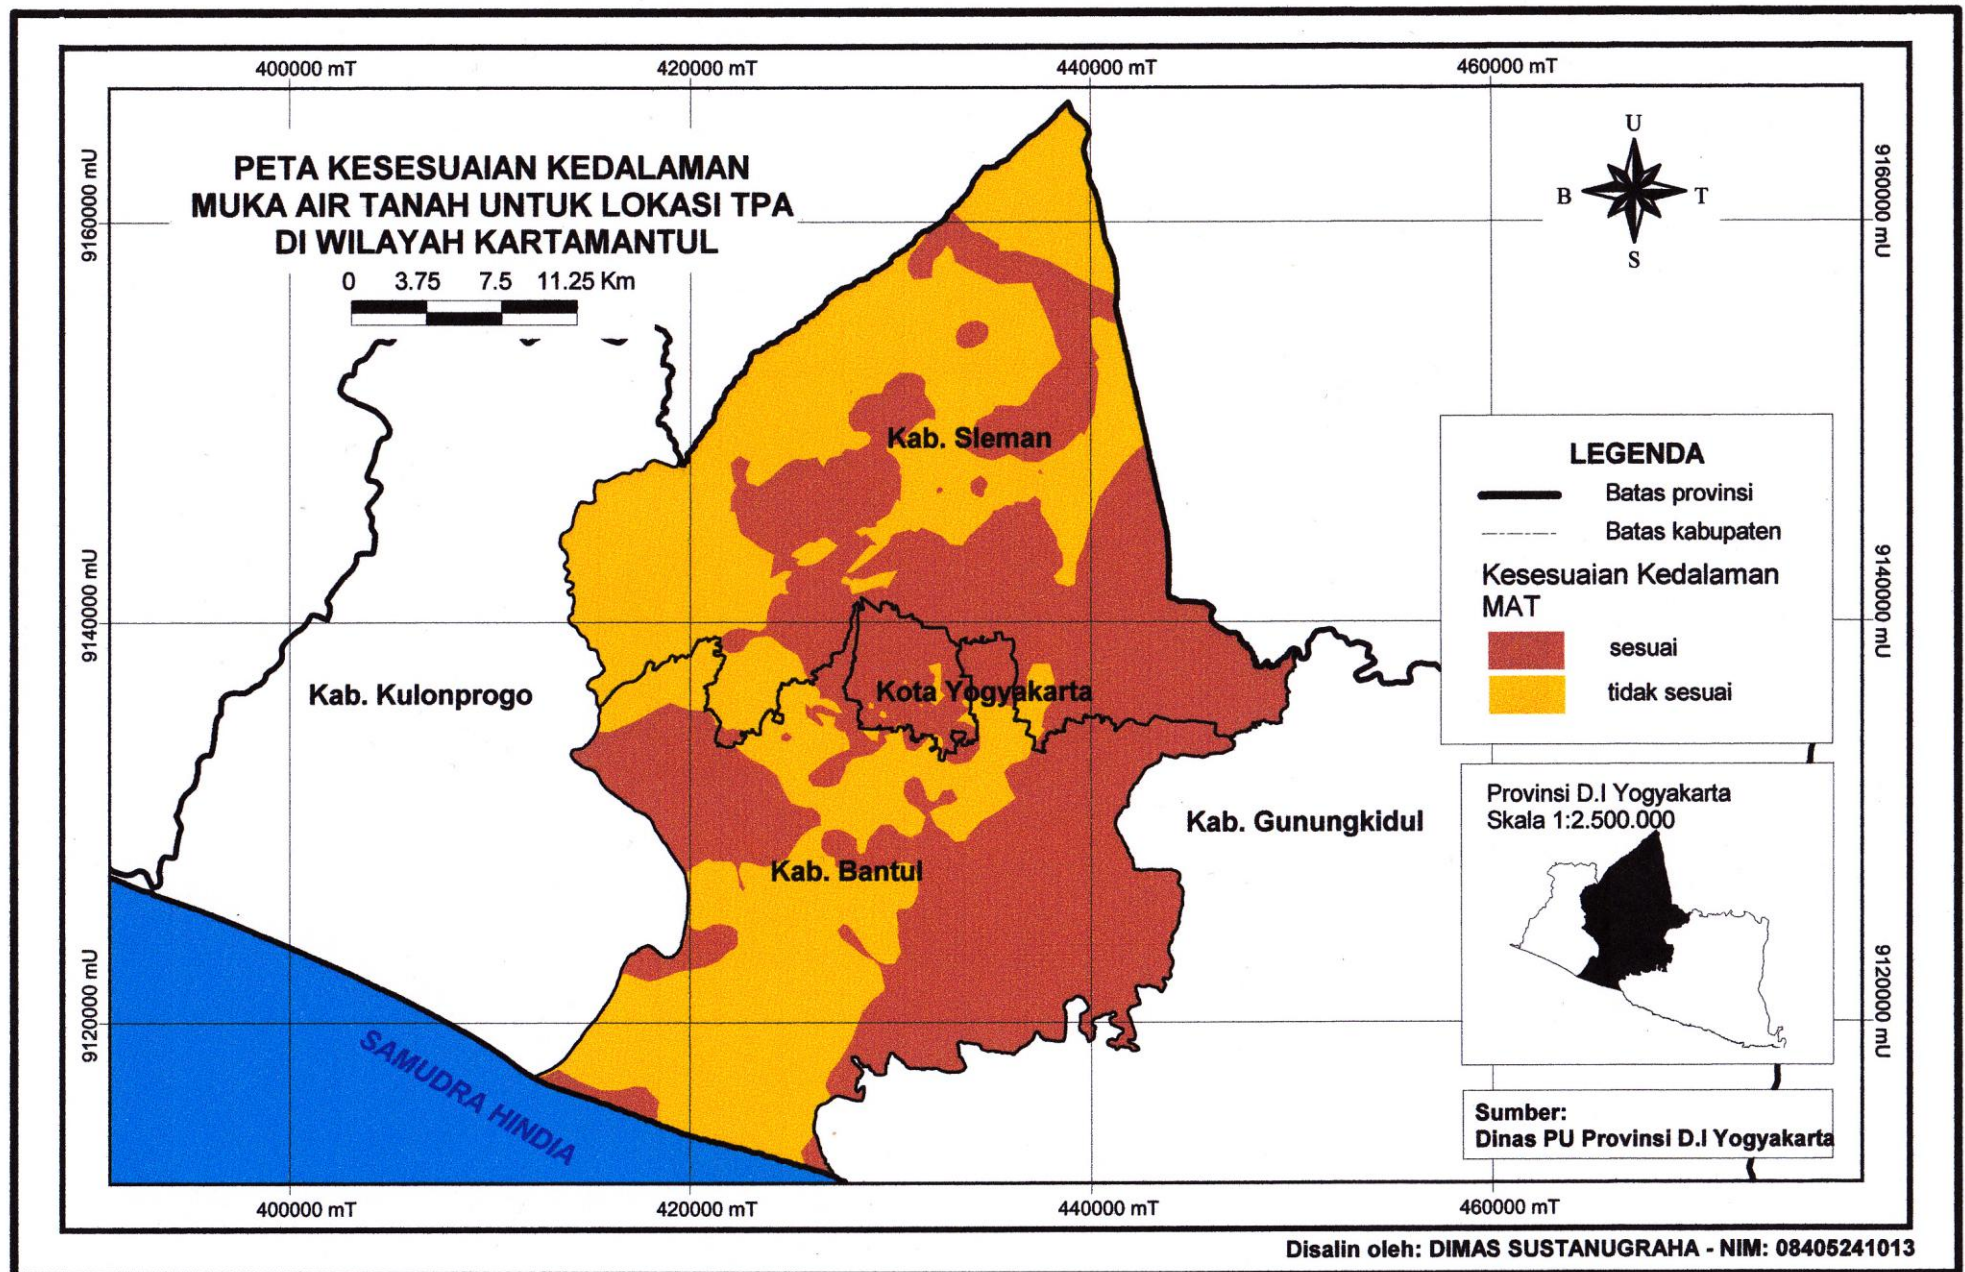 400000 mT
420000 mT
440000 mT
460000 mT
PETA KESESUAIAN KEDALAMAN
MUKA AIR TANAH UNTUK LOKASI TPA
DI WILAYAH KARTAMANTUL
0 3.75 7.5 11.25 Km
U
B T
S
9160000 mU
9160000 mU
Kab. Sleman
LEGENDA
Batas provinsi
Batas kabupaten
Kesesuaian Kedalaman
MAT
sesuai
tidak sesuai
9140000 mU
9140000 mU
Kab. Kulonprogo
Kota Yogyakarta
Kab. Gunungkidul
Kab. Bantul
Provinsi D.I Yogyakarta
Skala 1:2.500.000
9120000 mU
9120000 mU
SAMUDRA HINDIA
Sumber:
Dinas PU Provinsi D.I Yogyakarta
400000 mT
420000 mT
440000 mT
460000 mT
Disalin oleh: DIMAS SUSTANUGRAHA - NIM: 08405241013